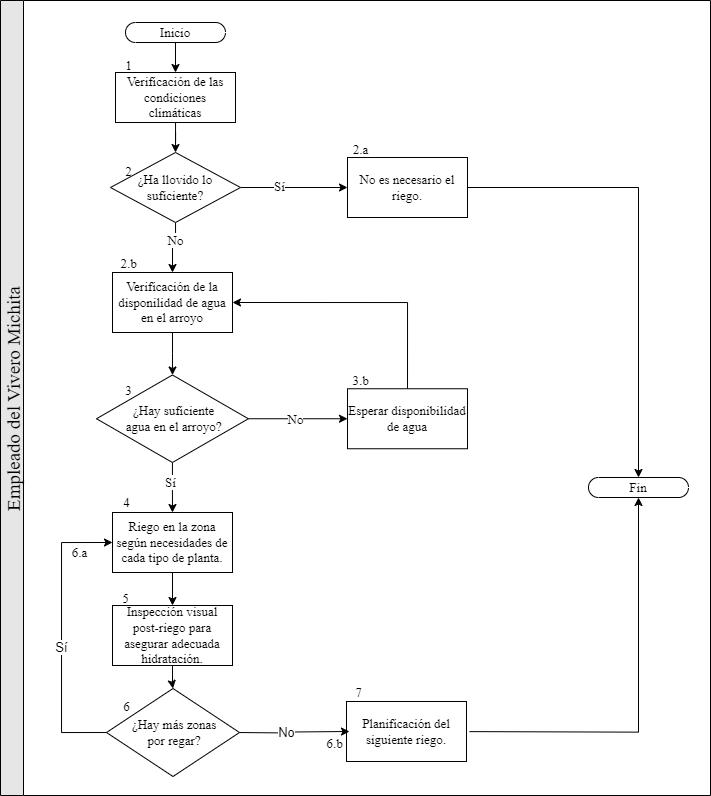 Empleado del Vivero Michita
Inicio
1
Verificación de las
condiciones
climáticas
2
¿Ha llovido lo
suficiente?
Sí
2.a
No es necesario el
riego.
No
2.b
Verificación de la
disponilidad de agua
en el arroyo
3
¿Hay suficiente
agua en el arroyo?
No
3.b
Esperar disponibilidad
de agua
Sí
4
Riego en la zona
según necesidades de
cada tipo de planta.
6.a
5
Inspección visual
post-riego para
asegurar adecuada
hidratación.
Sí
6
¿Hay más zonas
por regar?
No
6.b
7
Planificación del
siguiente riego.
Fin